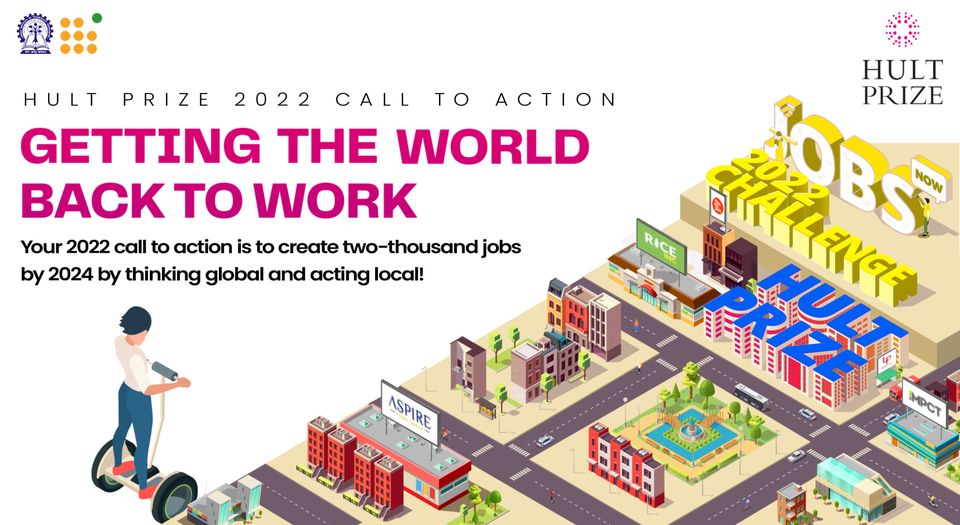 HULT PRIZE 2022 CALL TO ACTION
GETTING THE WORLD
BACK TO WORK
Your 2022 call to action is to create two-thousand jobs
by 2024 by thinking global and acting local!
HULT
PRIZE
JOBS
NOW
2022
CHALLENGE
RICE
INC
HULT
PRIZE
ASPIRE
IMPCT